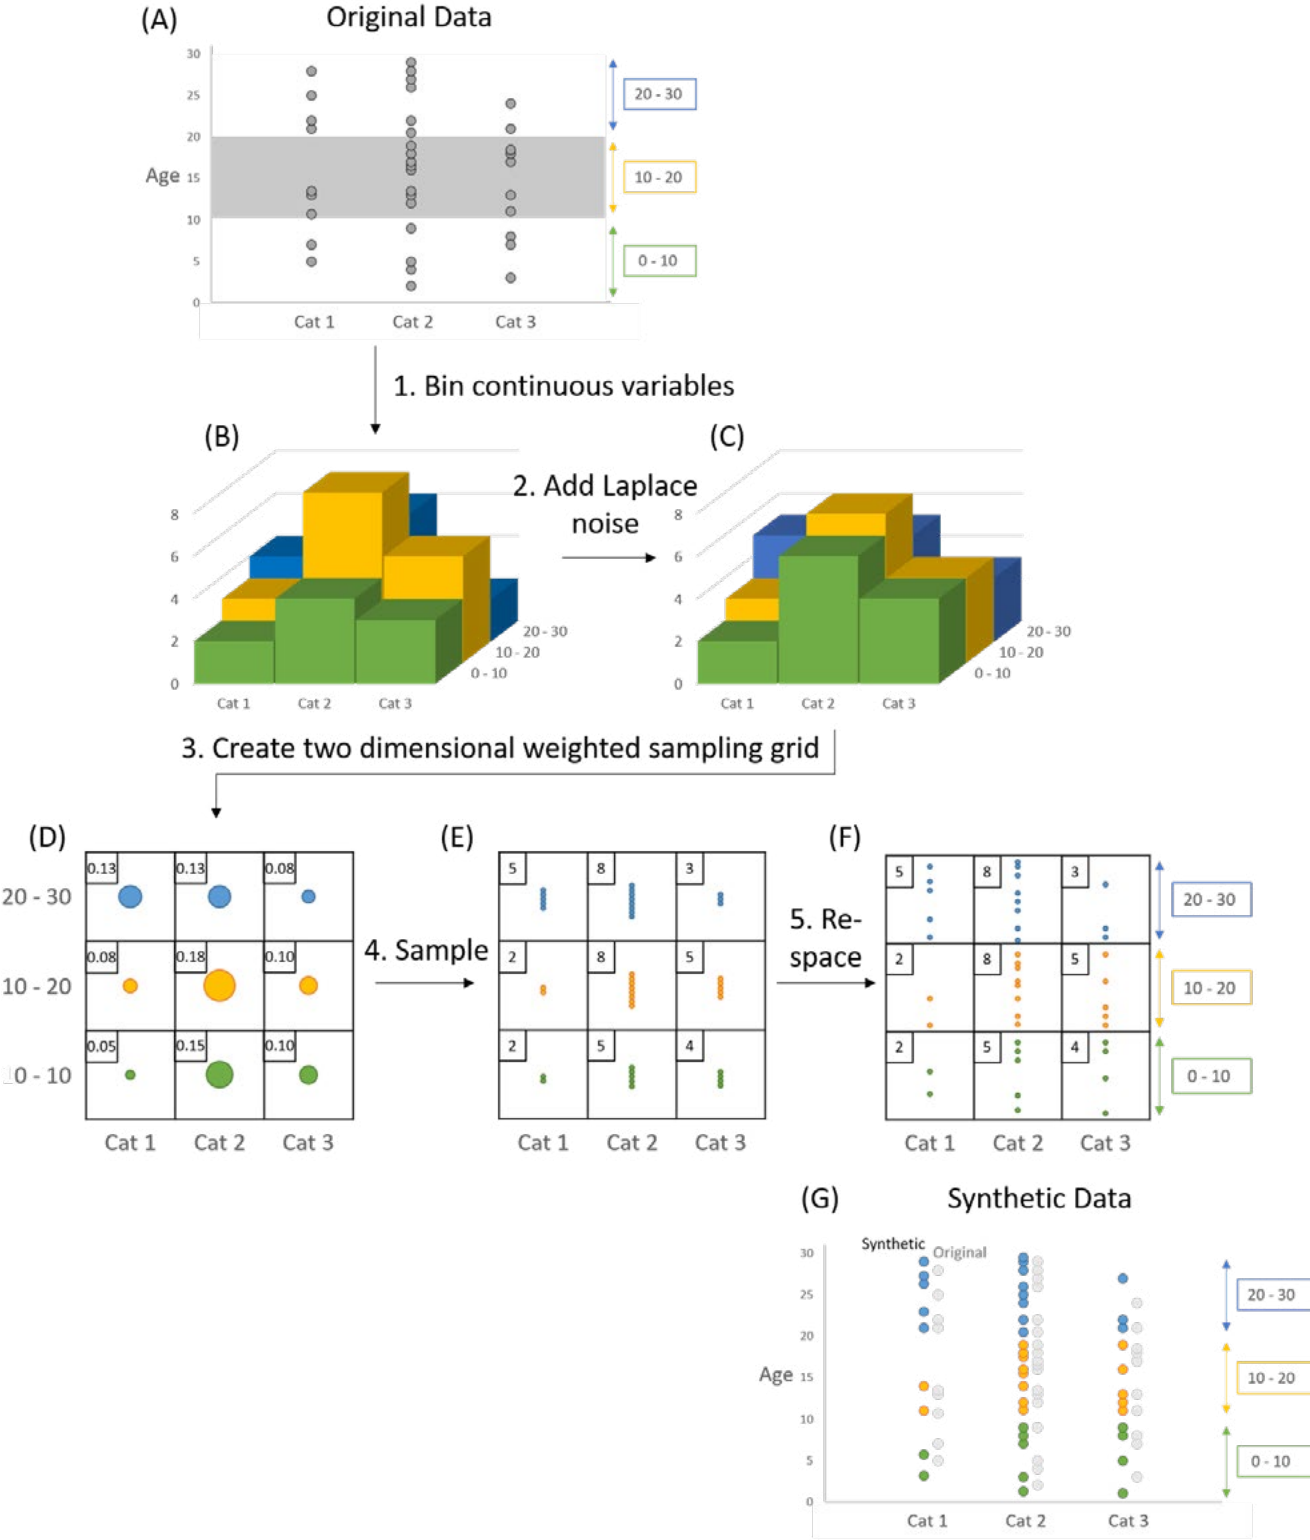 (A)
Original Data
30
25
20
15
10
5
0
Age
20 - 30
10 - 20
0 - 10
Cat 1 Cat 2 Cat 3
1. Bin continuous variables
(B)
8
6
4
2
0
20 - 30
10 - 20
0 - 10
Cat 1 Cat 2 Cat 3
2. Add Laplace
noise
(C)
8
6
4
2
0
20 - 30
10 - 20
0 - 10
Cat 1 Cat 2 Cat 3
3. Create two dimensional weighted sampling grid
(D)
20 - 30
0.13 0.13 0.08
10 - 20
0.08 0.18 0.10
0 - 10
0.05 0.15 0.10
Cat 1 Cat 2 Cat 3
4. Sample
(E)
5 8 3
2 8 5
2 5 4
Cat 1 Cat 2 Cat 3
5. Re-
space
(F)
5 8 3
2 8 5
2 5 4
20 - 30
10 - 20
0 - 10
Cat 1 Cat 2 Cat 3
(G)
Synthetic Data
Synthetic
Original
30
25
20
15
10
5
0
Age
20 - 30
10 - 20
0 - 10
Cat 1 Cat 2 Cat 3